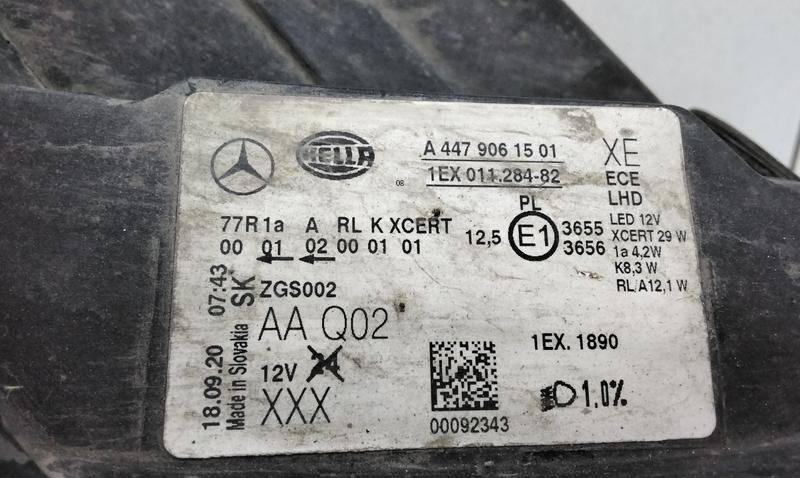 HELLA
A 447 906 15 01
1EX 011.284-82
08
XE
ECE
LHD
LED 12V
XCERT 29 W
1a 4,2W
K8,3 W
RL/A12,1 W
77R 1a A RL K XCERT
00 01 02 00 01 01
PL
12,5 E1 3655
3656
ZGS002
AA Q02
12V 24
XXX
18.09.20 07:43
Made in Slovakia SK
1EX. 1890
1.0%
00092343